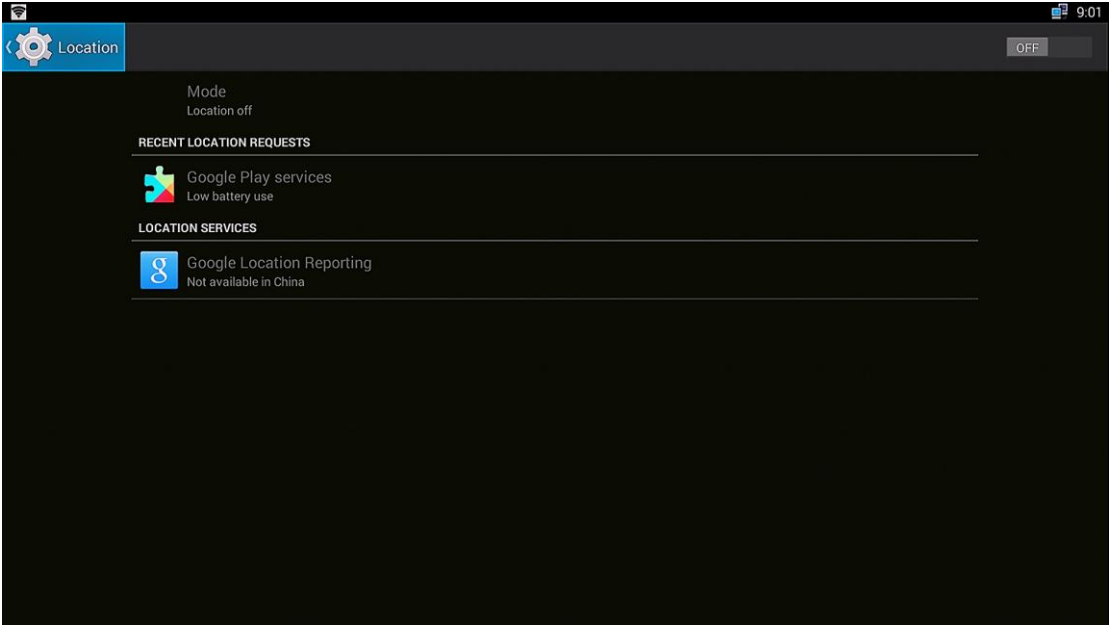 9:01
Location
OFF
Mode
Location off
RECENT LOCATION REQUESTS
Google Play services
Low battery use
LOCATION SERVICES
g
Google Location Reporting
Not available in China